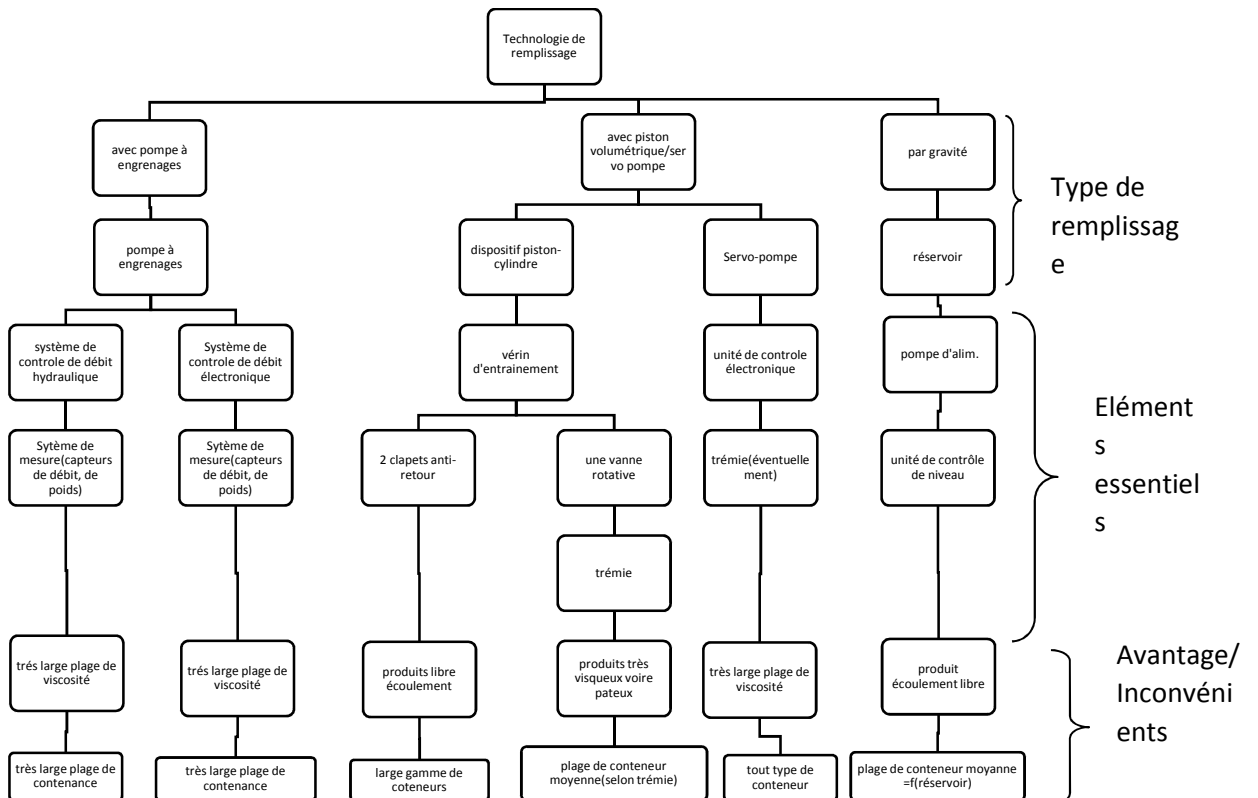 Technologie de
remplissage
avec pompe à
engrenages
avec piston
volumétrique/ser
vo pompe
par gravité
Type de
remplissag
e
pompe à
engrenages
dispositif piston-
cylindre
Servo-pompe
réservoir
système de
controle de débit
hydraulique
Système de
controle de débit
électronique
vérin
d'entrainement
unité de controle
électronique
pompe d'alim.
Elément
s
essentiel
s
Sytème de
mesure(capteurs
de débit, de
poids)
Sytème de
mesure(capteurs
de débit, de
poids)
2 clapets anti-
retour
une vanne
rotative
trémie(éventuelle
ment)
unité de contrôle
de niveau
trémie
trés large plage de
viscosité
trés large plage de
viscosité
produits libre
écoulement
produits très
visqueux voire
pateux
très large plage de
viscosité
produit
écoulement libre
Avantage/
Inconvéni
ents
très large plage de
contenance
très large plage de
contenance
large gamme de
coteneurs
plage de conteneur
moyenne(selon trémie)
tout type de
conteneur
plage de conteneur moyanne
=f(réservoir)